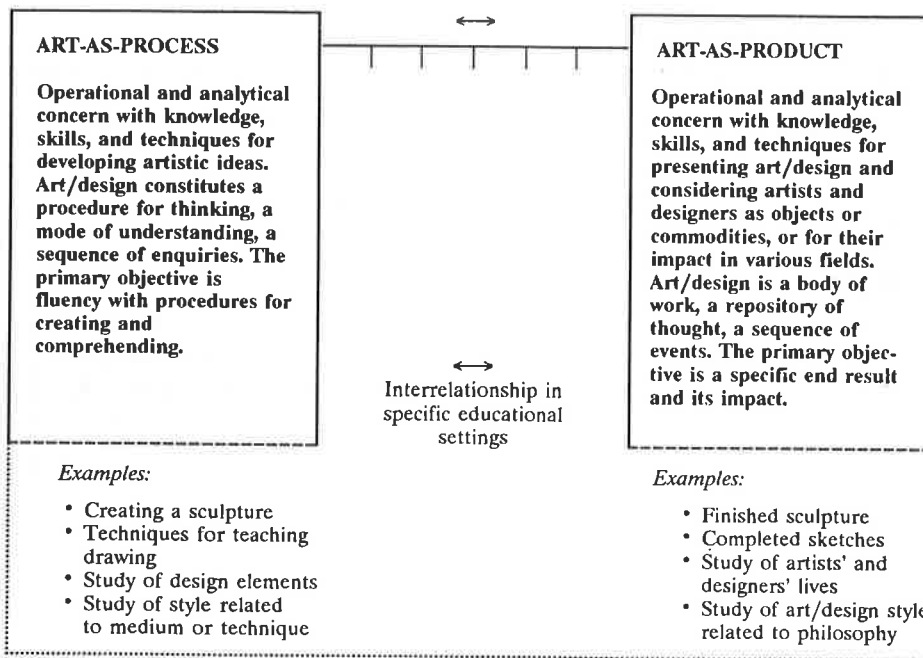 ART-AS-PROCESS
Operational and analytical
concern with knowledge,
skills, and techniques for
developing artistic ideas.
Art/design constitutes a
procedure for thinking, a
mode of understanding, a
sequence of enquiries. The
primary objective is
fluency with procedures for
creating and
comprehending.
ART-AS-PRODUCT
Operational and analytical
concern with knowledge,
skills, and techniques for
presenting art/design and
considering artists and
designers as objects or
commodities, or for their
impact in various fields.
Art/design is a body of
work, a repository of
thought, a sequence of
events. The primary objec-
tive is a specific end result
and its impact.
Interrelationship in
specific educational
settings
Examples:
• Creating a sculpture
• Techniques for teaching
drawing
• Study of design elements
• Study of style related
to medium or technique
Examples:
• Finished sculpture
• Completed sketches
• Study of artists' and
designers' lives
• Study of art/design style
related to philosophy